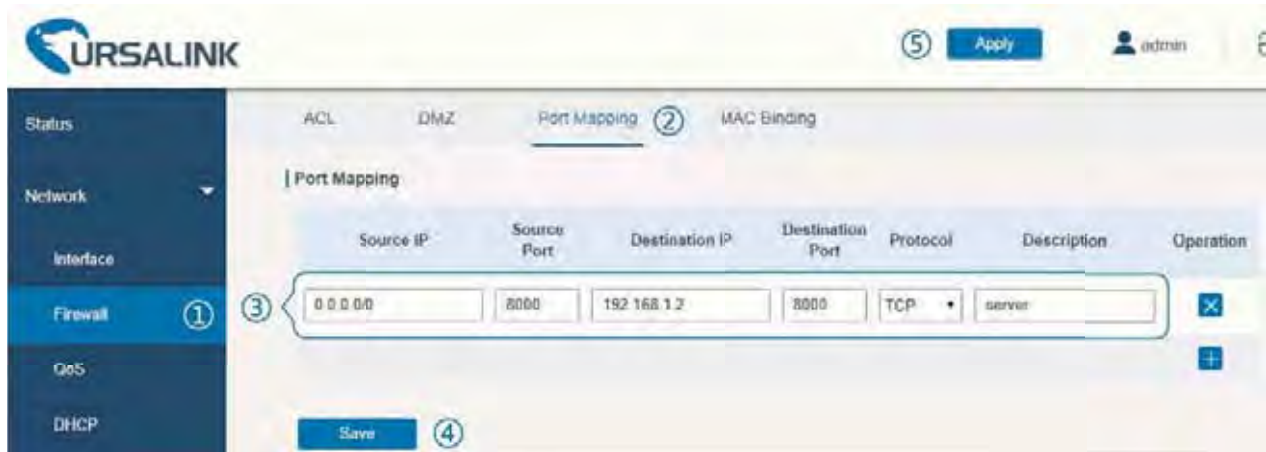 URSALINK
⑤ Apply admin
Status
ACL DMZ Port Mapping ② MAC Binding
Network
Port Mapping
Source IP Source Port Destination IP Destination Port Protocol Description Operation
Interface
③ 0.0.0.0/0 8000 192.168.1.2 8000 TCP server
Firewall ①
QoS
DHCP
Save ④